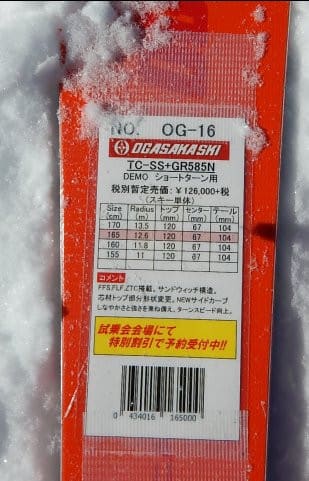 NO. OG-16
OGASAKA SKI
TC-SS+GR585N
DEMO ショートターン用
税別暫定売価：￥126,000+税
（スキー単体）
Size (cm) Radius (m) トップ (mm) センター (mm) テール (mm)
170 13.5 120 67 104
165 12.6 120 67 104
160 11.8 120 67 104
155 11 120 67 104
コメント
FFS,FLF,ZTC搭載。サンドウィッチ構造。
芯材トップ部分形状変更。NEWサイドカーブ
しなやかさと強さを兼ね備え、ターンスピード向上。
試乗会会場にて
特別割引で予約受付中!!
0 434016 165000